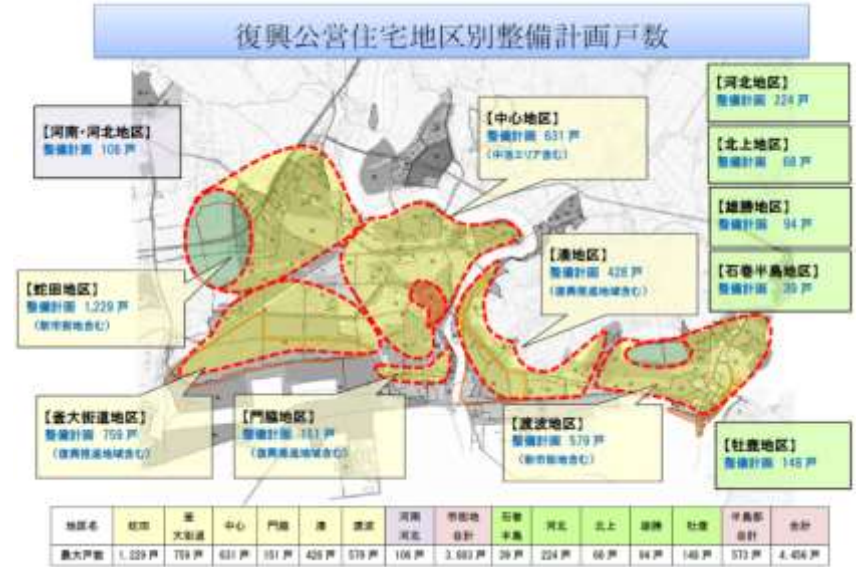 復興公営住宅地区別整備計画戸数
【河南・河北地区】
整備計画 106 戸
【中心地区】
整備計画 631 戸
(中瀬エリア含む)
【河北地区】
整備計画 224 戸
【北上地区】
整備計画 68 戸
【雄勝地区】
整備計画 94 戸
【石巻半島地区】
整備計画 39 戸
【湊地区】
整備計画 428 戸
(復興推進地域含む)
【蛇田地区】
整備計画 1,229 戸
(新市街地含む)
【釜大街道地区】
整備計画 759 戸
(復興推進地域含む)
【門脇地区】
整備計画 151 戸
(復興推進地域含む)
【渡波地区】
整備計画 579 戸
(新市街地含む)
【牡鹿地区】
整備計画 148 戸
地区名 蛇田 釜大街道 中心 門脇 湊 渡波 河南河北 市街地合計 石巻半島 河北 北上 雄勝 牡鹿 半島部合計 合計
最大戸数 1,229 戸 759 戸 631 戸 151 戸 428 戸 579 戸 106 戸 3,883 戸 39 戸 224 戸 68 戸 94 戸 148 戸 573 戸 4,456 戸